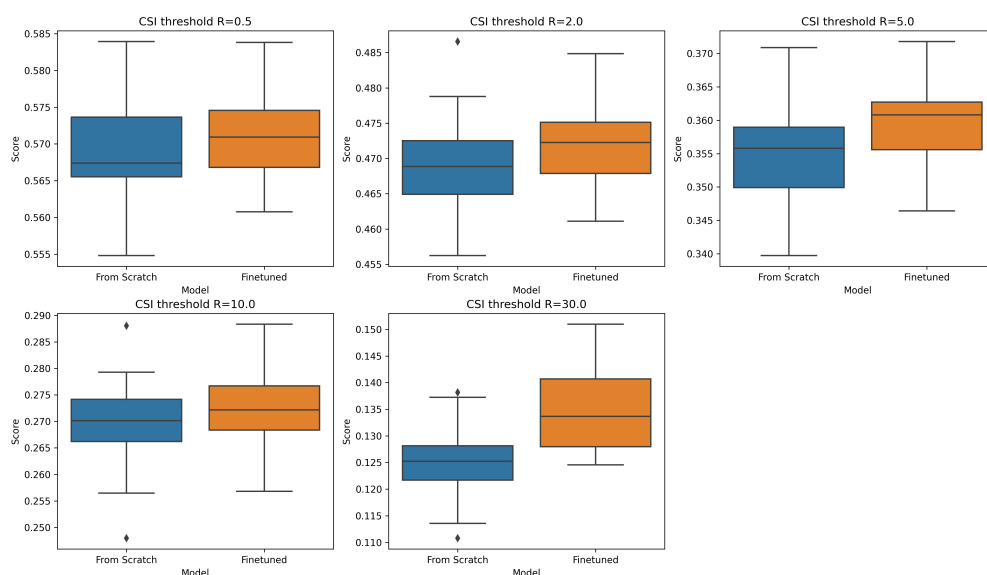 CSI threshold R=0.5
0.585
0.580
0.575
0.570
0.565
0.560
0.555
Score
From Scratch
Finetuned
Model
CSI threshold R=2.0
0.485
0.480
0.475
0.470
0.465
0.460
0.455
Score
From Scratch
Finetuned
Model
CSI threshold R=5.0
0.370
0.365
0.360
0.355
0.350
0.345
0.340
Score
From Scratch
Finetuned
Model
CSI threshold R=10.0
0.290
0.285
0.280
0.275
0.270
0.265
0.260
0.255
0.250
Score
From Scratch
Finetuned
Model
CSI threshold R=30.0
0.150
0.145
0.140
0.135
0.130
0.125
0.120
0.115
0.110
Score
From Scratch
Finetuned
Model